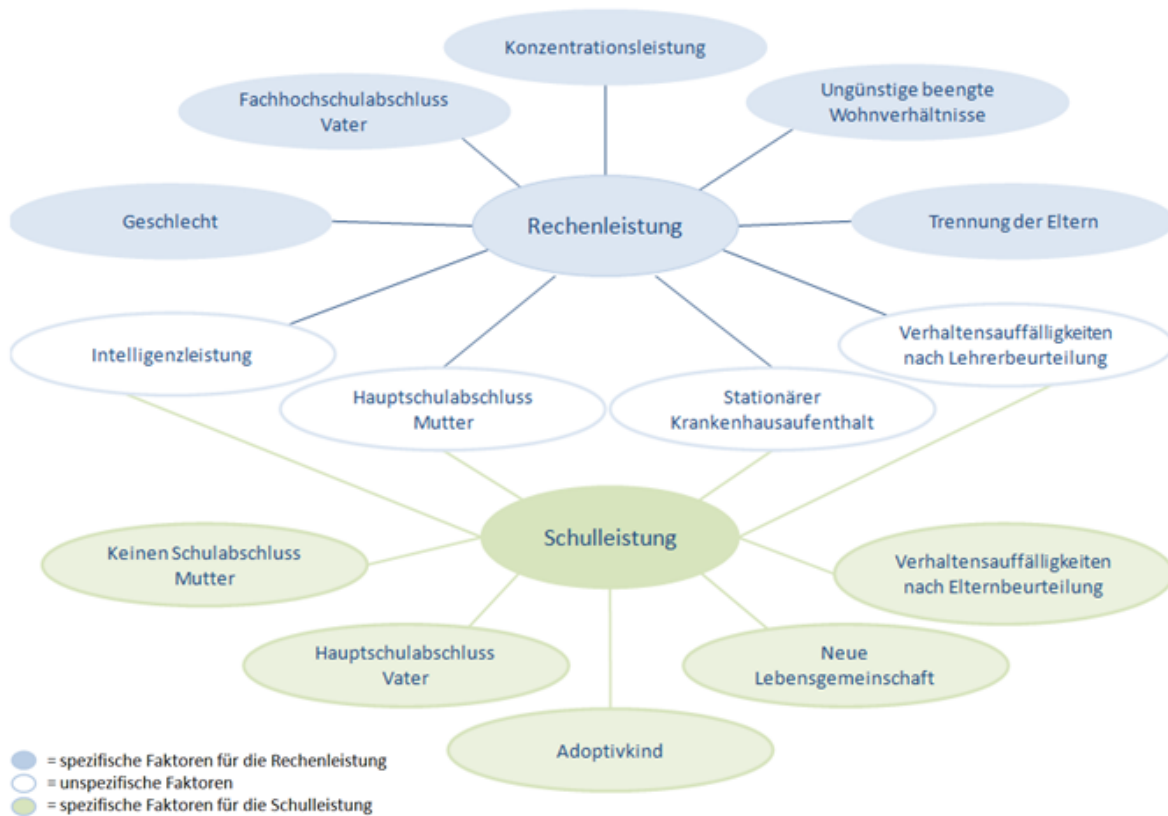 Konzentrationsleistung
Fachhochschulabschluss
Vater
Ungünstige beengte
Wohnverhältnisse
Geschlecht
Rechenleistung
Trennung der Eltern
Intelligenzleistung
Verhaltensauffälligkeiten
nach Lehrerbeurteilung
Hauptschulabschluss
Mutter
Stationärer
Krankenhausaufenthalt
Schulleistung
Keinen Schulabschluss
Mutter
Verhaltensauffälligkeiten
nach Elternbeurteilung
Hauptschulabschluss
Vater
Neue
Lebensgemeinschaft
Adoptivkind
= spezifische Faktoren für die Rechenleistung
= unspezifische Faktoren
= spezifische Faktoren für die Schulleistung